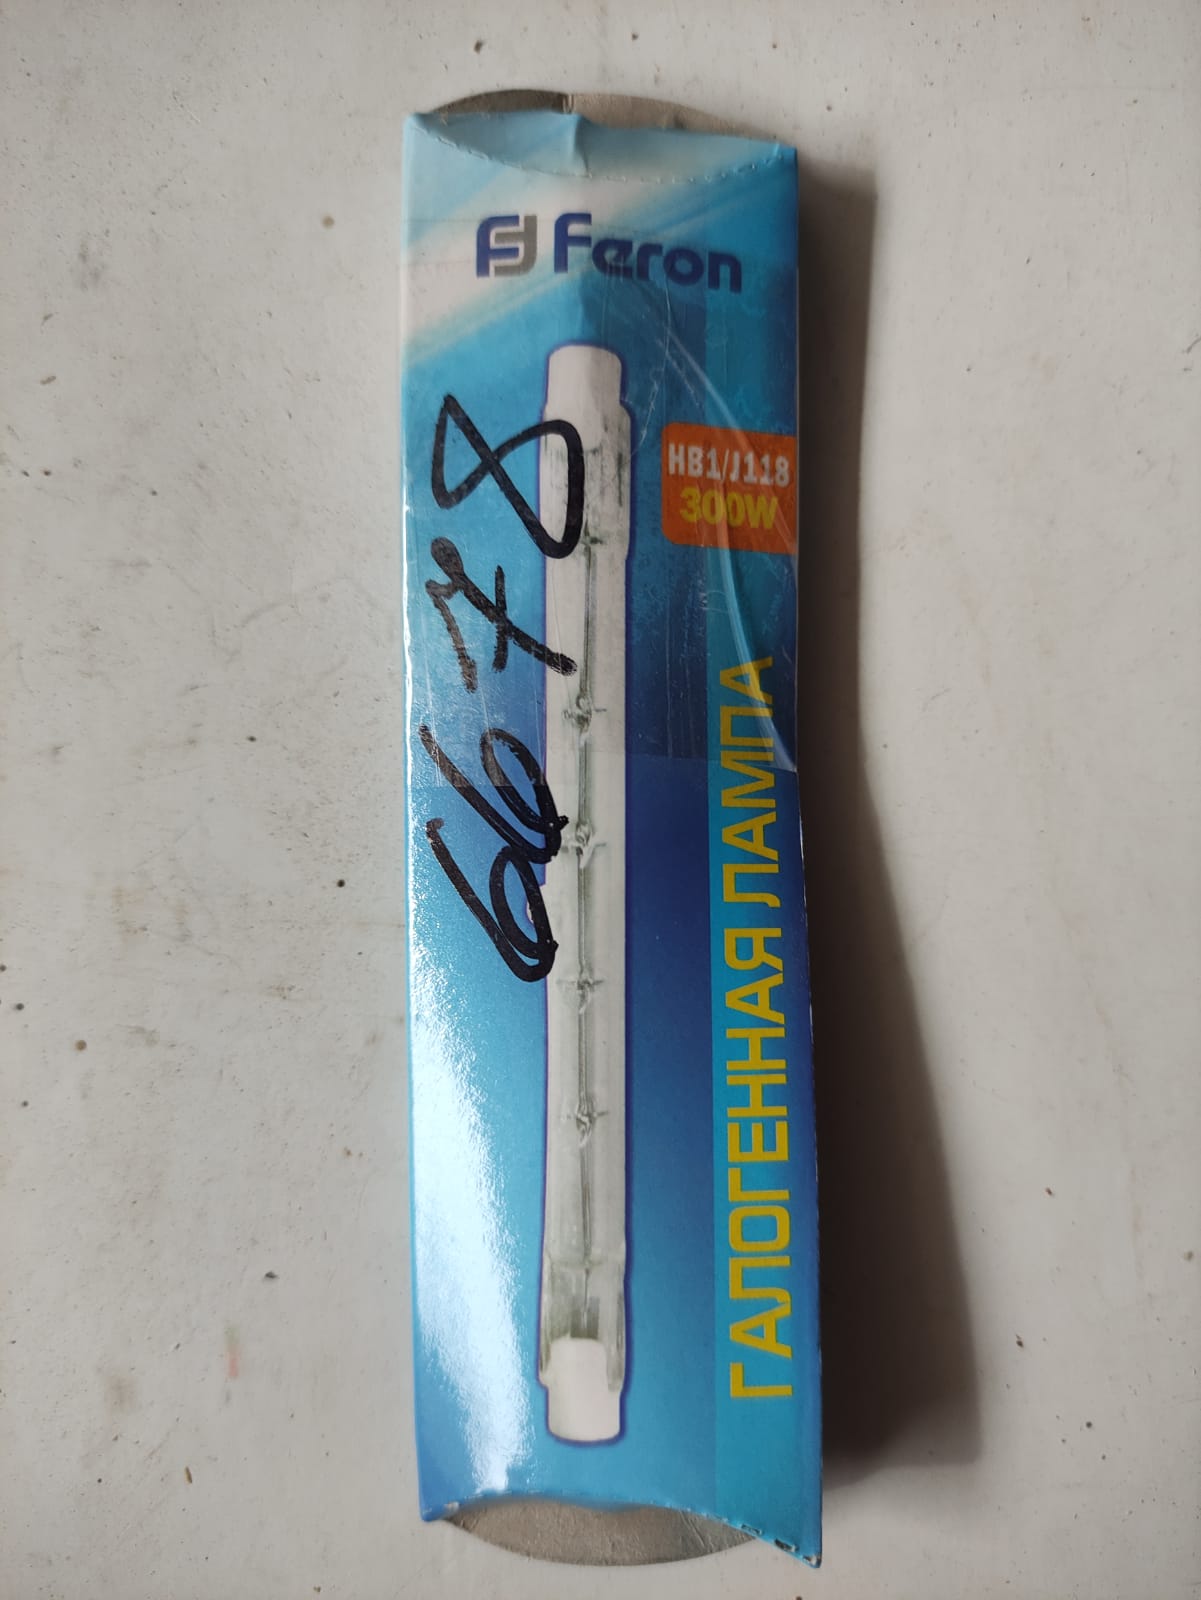 Feron
HB1/J118
300W
6678
ГАЛОГЕННАЯ ЛАМПА